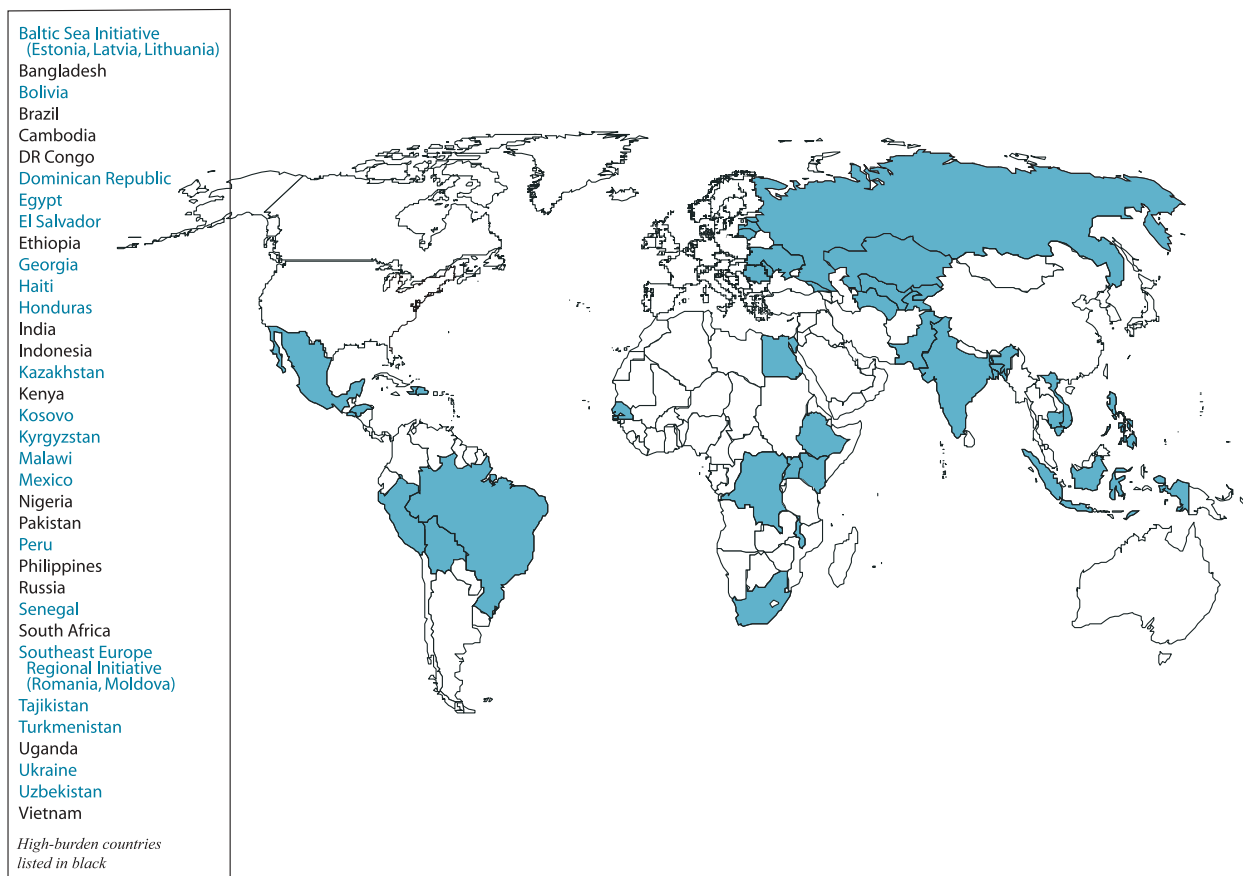 Baltic Sea Initiative
(Estonia, Latvia, Lithuania)
Bangladesh
Bolivia
Brazil
Cambodia
DR Congo
Dominican Republic
Egypt
El Salvador
Ethiopia
Georgia
Haiti
Honduras
India
Indonesia
Kazakhstan
Kenya
Kosovo
Kyrgyzstan
Malawi
Mexico
Nigeria
Pakistan
Peru
Philippines
Russia
Senegal
South Africa
Southeast Europe
Regional Initiative
(Romania, Moldova)
Tajikistan
Turkmenistan
Uganda
Ukraine
Uzbekistan
Vietnam
High-burden countries
listed in black